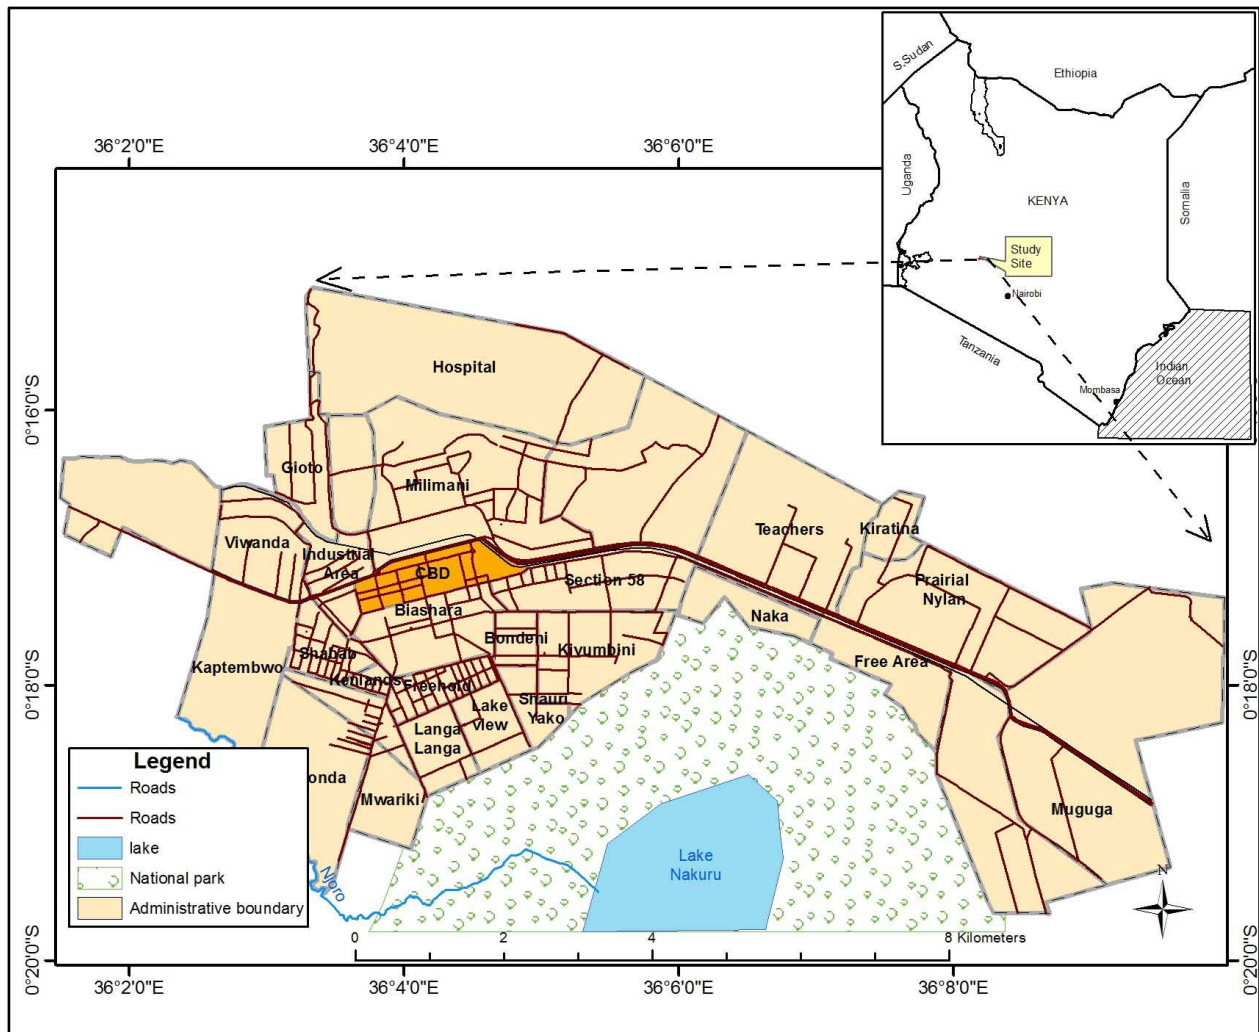 S.Sudan
Ethiopia
Uganda
KENYA
Somalia
Study
Site
Nairobi
Tanzania
Mombasa
Indian
Ocean
36°2'0"E
36°4'0"E
36°6'0"E
0°16'0"S
0°18'0"S
0°20'0"S
0°18'0"S
0°20'0"S
Hospital
Gioto
Milimani
Viwanda
Industrial
Area
CBD
Biashara
Section 58
Teachers
Kiratina
Prairial
Nylan
Naka
Free Area
Bondeni
Kivumbini
Shabab
Kaptembwo
Kenlands
Freehold
Lake
view
Shauri
Yako
Langa
Langa
onda
Mwariki
Muguga
Njoro
Lake
Nakuru
Legend
Roads
Roads
lake
National park
Administrative boundary
N
0
2
4
8 Kilometers
36°2'0"E
36°4'0"E
36°6'0"E
36°8'0"E